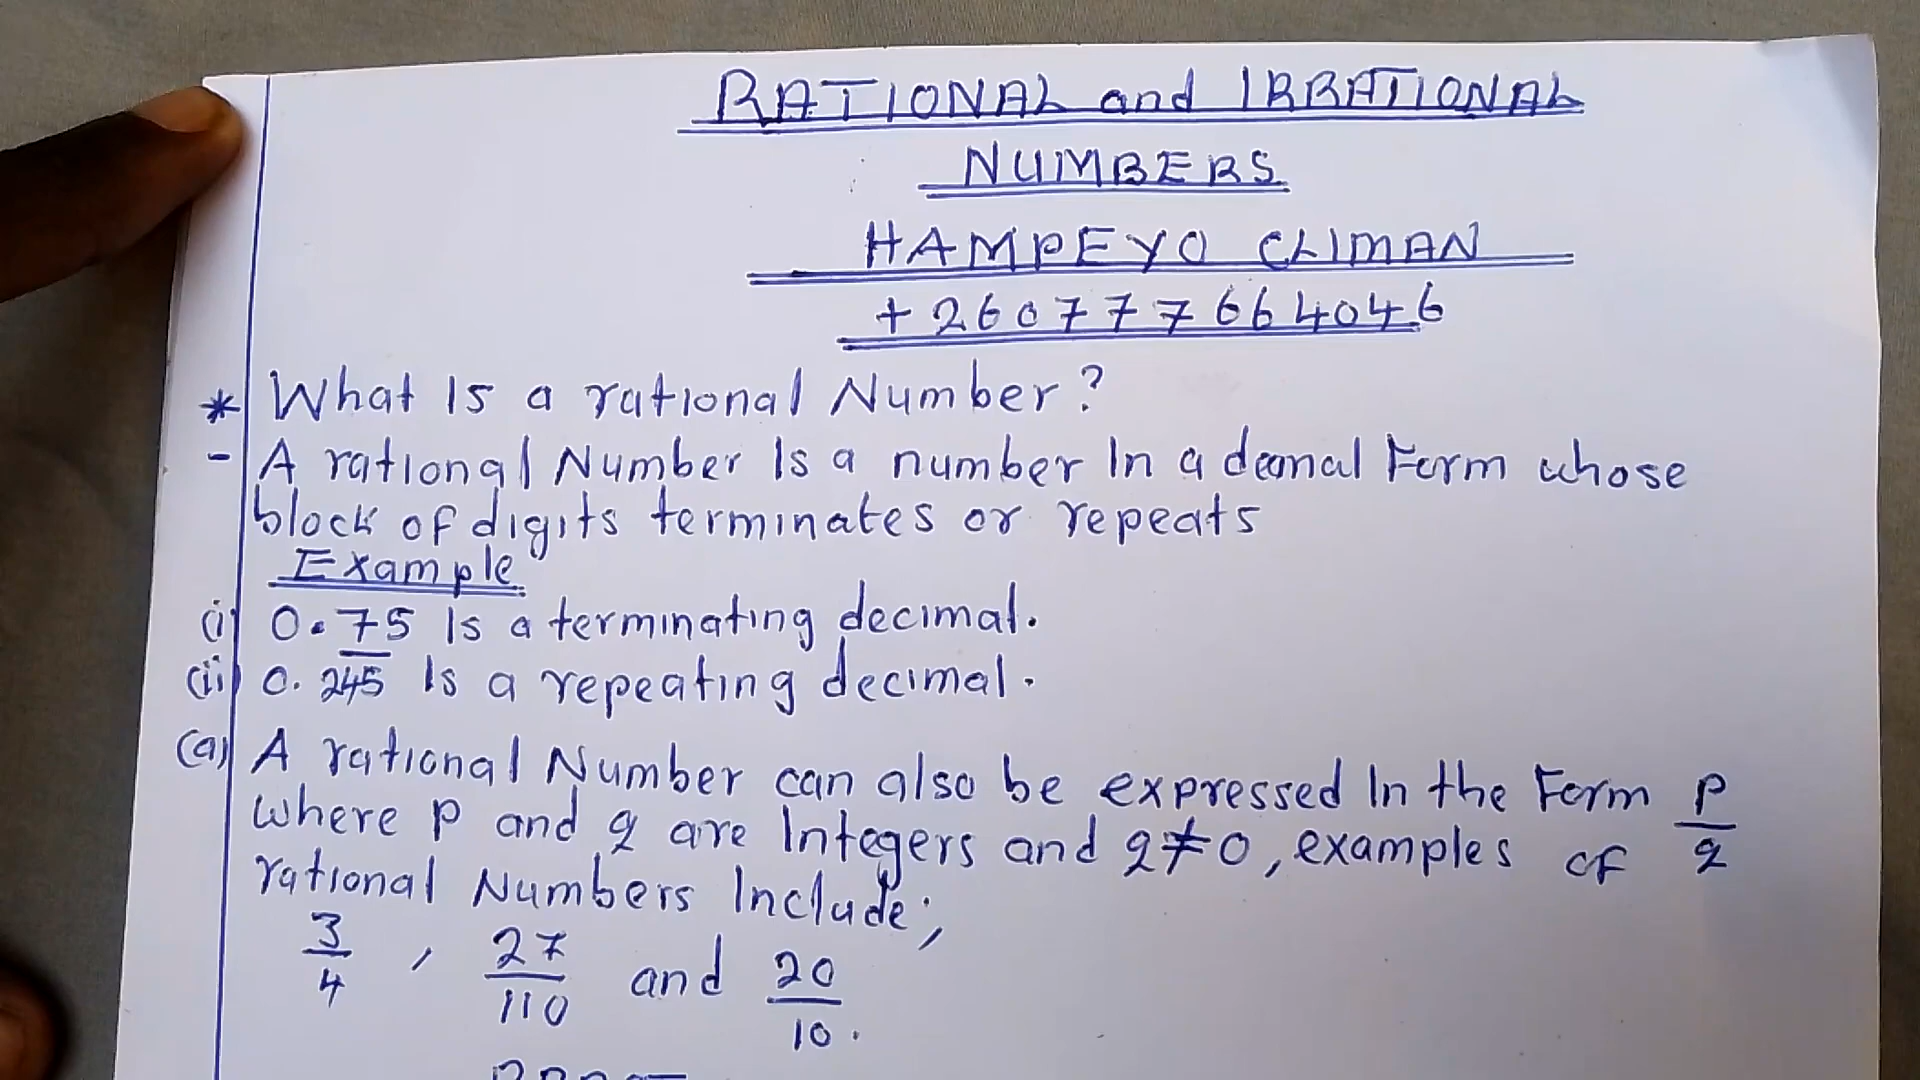 RATIONAL and IRRATIONAL
NUMBERS
HAMPEYO CLIMAN
+260777664046
* What Is a rational Number?
- A rational Number Is a number In a decimal Form whose
block of digits terminates or repeats
Example
(i) 0.75 Is a terminating decimal.
(ii) 0.\overline{245} Is a repeating decimal.
(a) A rational Number can also be expressed In the Form p/q
where p and q are Integers and q≠0, examples of
rational Numbers Include;
3/4 , 27/110 and 20/10.